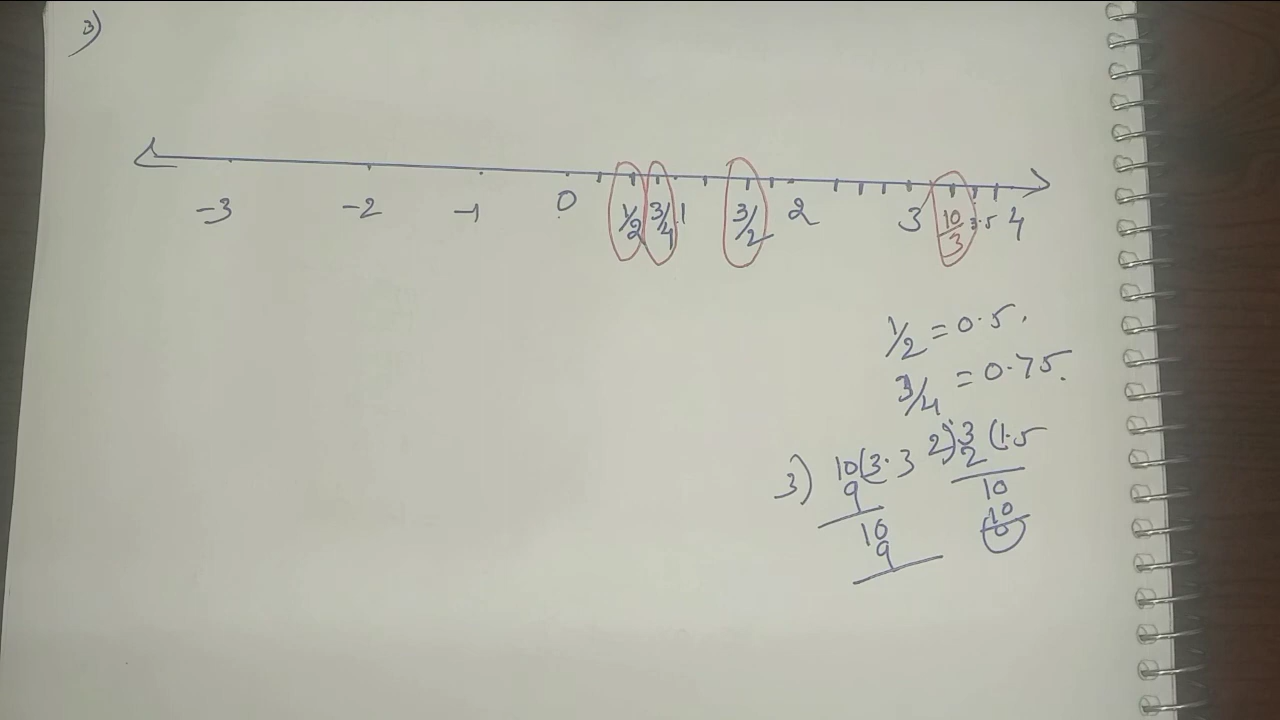 3)
-3 -2 -1 0 1/2 3/4 1 3/2 2 3 10/3 3.5 4
1/2 = 0.5.
3/4 = 0.75.
3) 10 (3.3 2) 3 (1.5
9 2
10 10
9 10
0